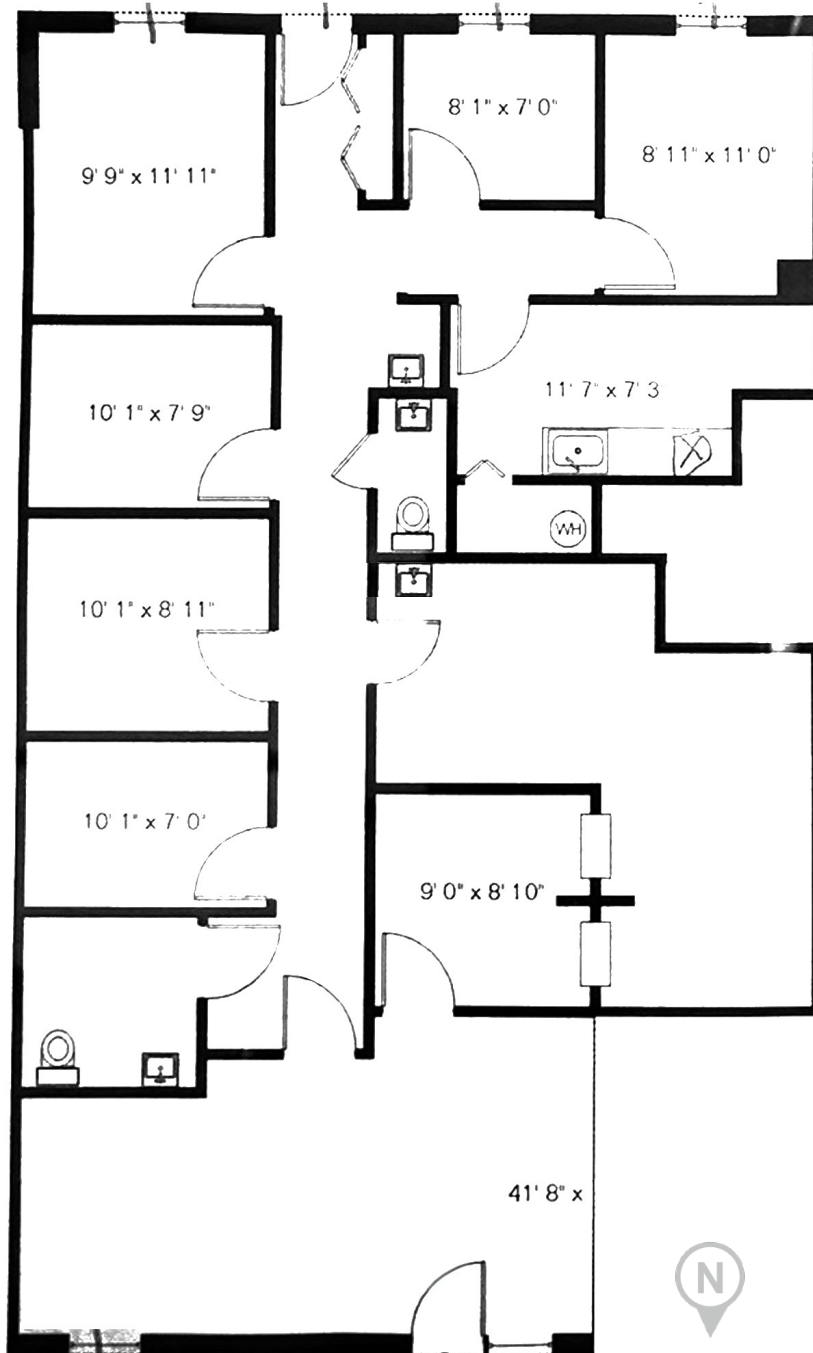 8' 1" x 7' 0"
8' 11" x 11' 0"
9' 9" x 11' 11"
11' 7" x 7' 3
10' 1" x 7' 9"
WH
10' 1" x 8' 11"
10' 1" x 7' 0"
9' 0" x 8' 10"
41' 8" x
N